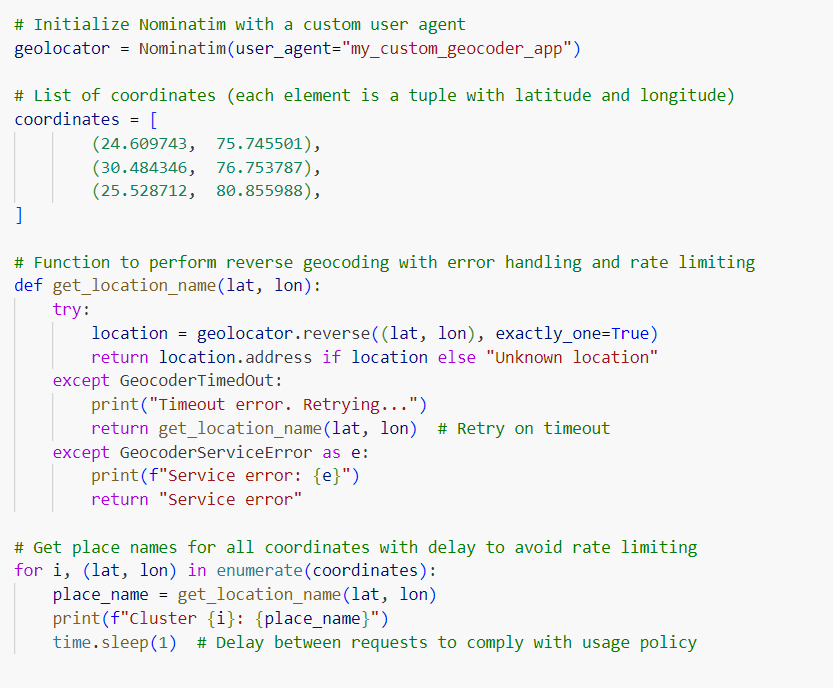 # Initialize Nominatim with a custom user agent
geolocator = Nominatim(user_agent="my_custom_geocoder_app")

# List of coordinates (each element is a tuple with latitude and longitude)
coordinates = [
        (24.609743,  75.745501),
        (30.484346,  76.753787),
        (25.528712,  80.855988),
]

# Function to perform reverse geocoding with error handling and rate limiting
def get_location_name(lat, lon):
    try:
        location = geolocator.reverse((lat, lon), exactly_one=True)
        return location.address if location else "Unknown location"
    except GeocoderTimedOut:
        print("Timeout error. Retrying...")
        return get_location_name(lat, lon)  # Retry on timeout
    except GeocoderServiceError as e:
        print(f"Service error: {e}")
        return "Service error"

# Get place names for all coordinates with delay to avoid rate limiting
for i, (lat, lon) in enumerate(coordinates):
    place_name = get_location_name(lat, lon)
    print(f"Cluster {i}: {place_name}")
    time.sleep(1)  # Delay between requests to comply with usage policy